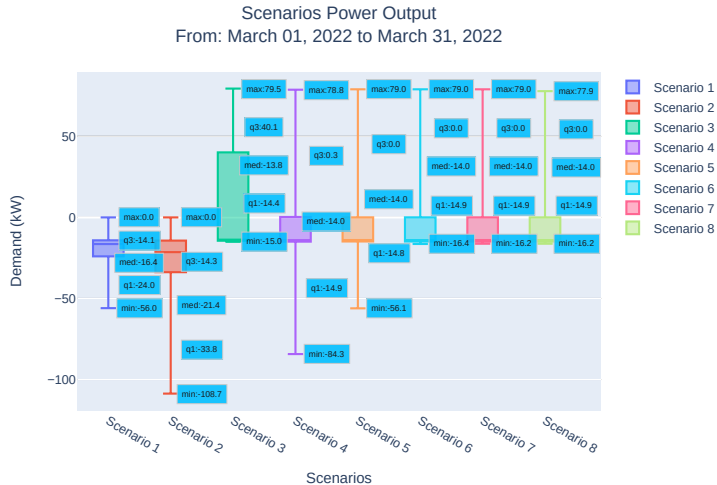 Scenarios Power Output
From: March 01, 2022 to March 31, 2022
Demand (kW)
50
0
−50
−100
max:0.0
q3:-14.1
med:-16.4
q1:-24.0
min:-56.0
max:0.0
q3:-14.3
med:-21.4
q1:-33.8
min:-108.7
max:79.5
q3:40.1
med:-13.8
q1:-14.4
min:-15.0
max:78.8
q3:0.3
med:-14.0
q1:-14.9
min:-84.3
max:79.0
q3:0.0
med:-14.0
q1:-14.8
min:-56.1
max:79.0
q3:0.0
med:-14.0
q1:-14.9
min:-16.4
max:79.0
q3:0.0
med:-14.0
q1:-14.9
min:-16.2
max:77.9
q3:0.0
med:-14.0
q1:-14.9
min:-16.2
Scenario 1
Scenario 2
Scenario 3
Scenario 4
Scenario 5
Scenario 6
Scenario 7
Scenario 8
Scenarios
Scenario 1
Scenario 2
Scenario 3
Scenario 4
Scenario 5
Scenario 6
Scenario 7
Scenario 8